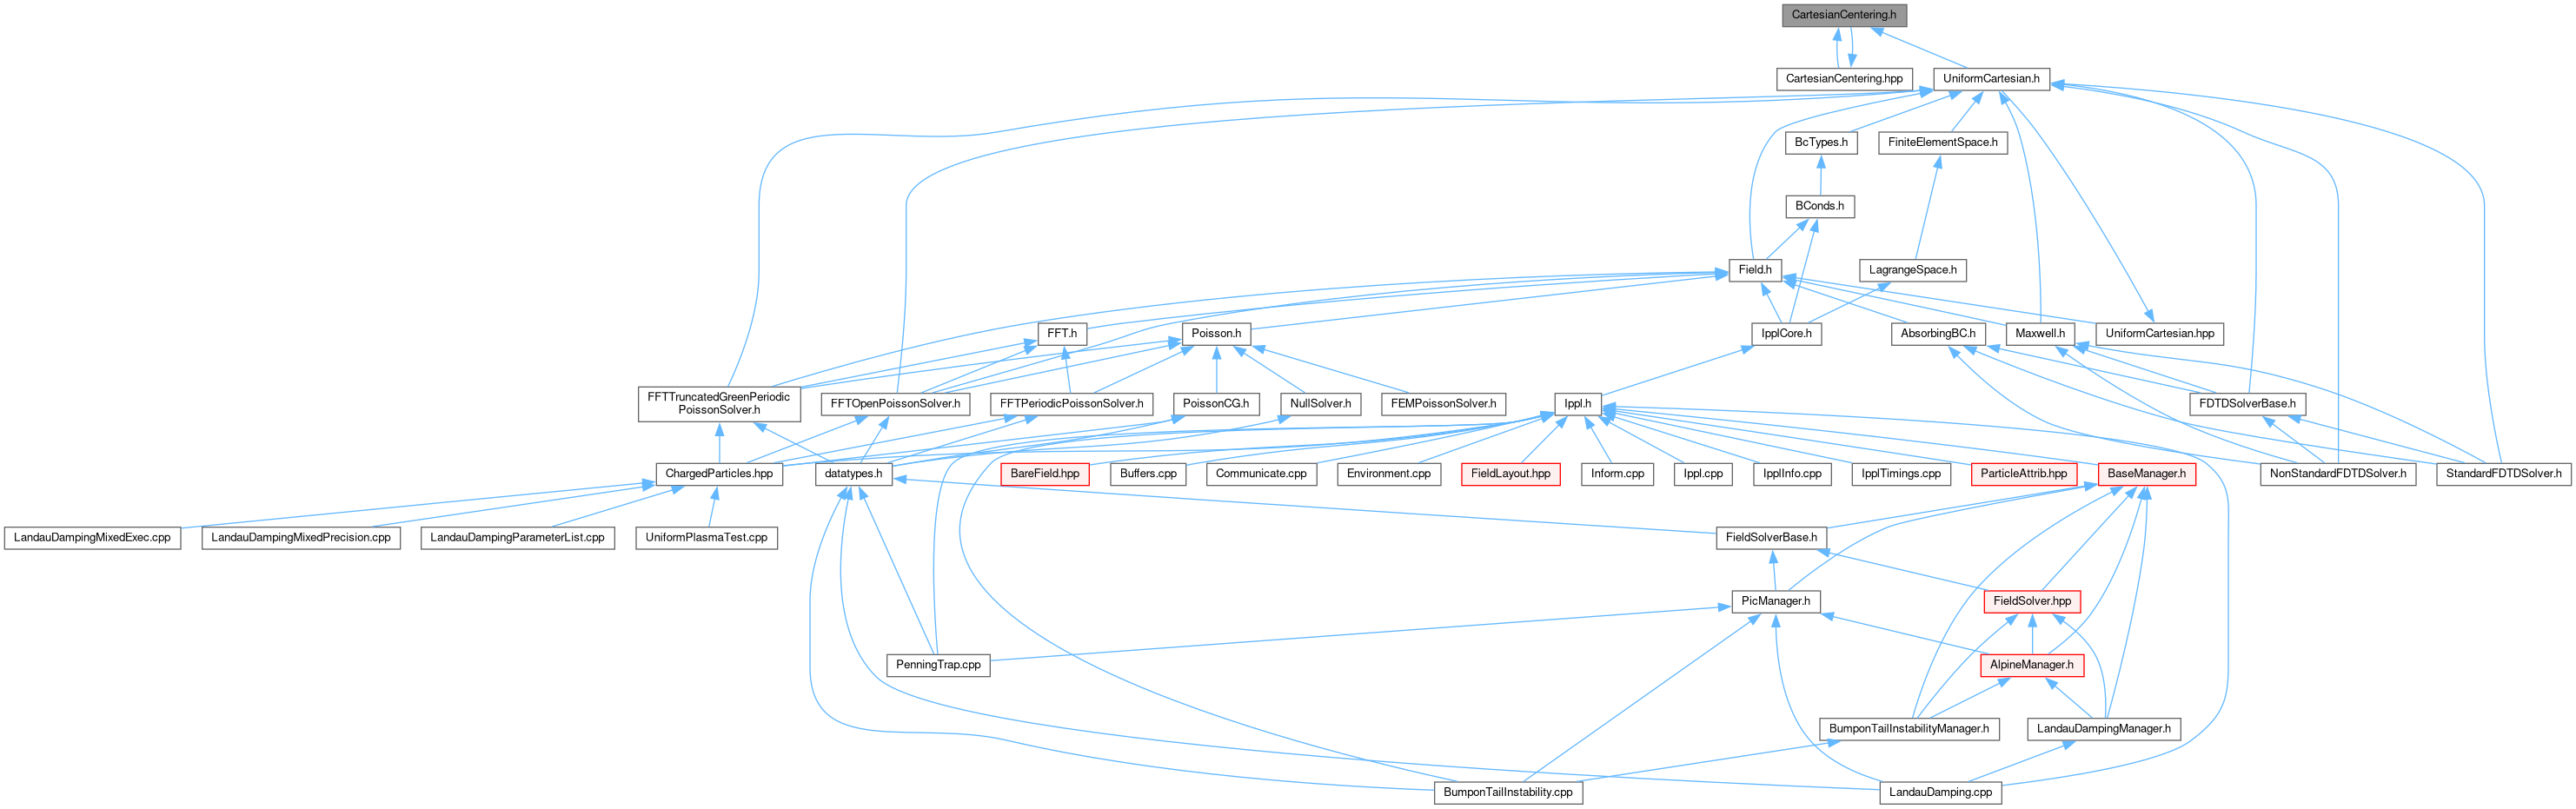 CartesianCentering.h
CartesianCentering.hpp
UniformCartesian.h
BcTypes.h
FiniteElementSpace.h
BConds.h
Field.h
LagrangeSpace.h
FFT.h
Poisson.h
IpplCore.h
AbsorbingBC.h
Maxwell.h
UniformCartesian.hpp
FFTTruncatedGreenPeriodic
PoissonSolver.h
FFTOpenPoissonSolver.h
FFTPeriodicPoissonSolver.h
PoissonCG.h
NullSolver.h
FEMPoissonSolver.h
Ippl.h
FDTDSolverBase.h
ChargedParticles.hpp
datatypes.h
BareField.hpp
Buffers.cpp
Communicate.cpp
Environment.cpp
FieldLayout.hpp
Inform.cpp
Ippl.cpp
IpplInfo.cpp
IpplTimings.cpp
ParticleAttrib.hpp
BaseManager.h
NonStandardFDTDSolver.h
StandardFDTDSolver.h
LandauDampingMixedExec.cpp
LandauDampingMixedPrecision.cpp
LandauDampingParameterList.cpp
UniformPlasmaTest.cpp
FieldSolverBase.h
PicManager.h
FieldSolver.hpp
PenningTrap.cpp
AlpineManager.h
BumponTailInstabilityManager.h
LandauDampingManager.h
BumponTailInstability.cpp
LandauDamping.cpp